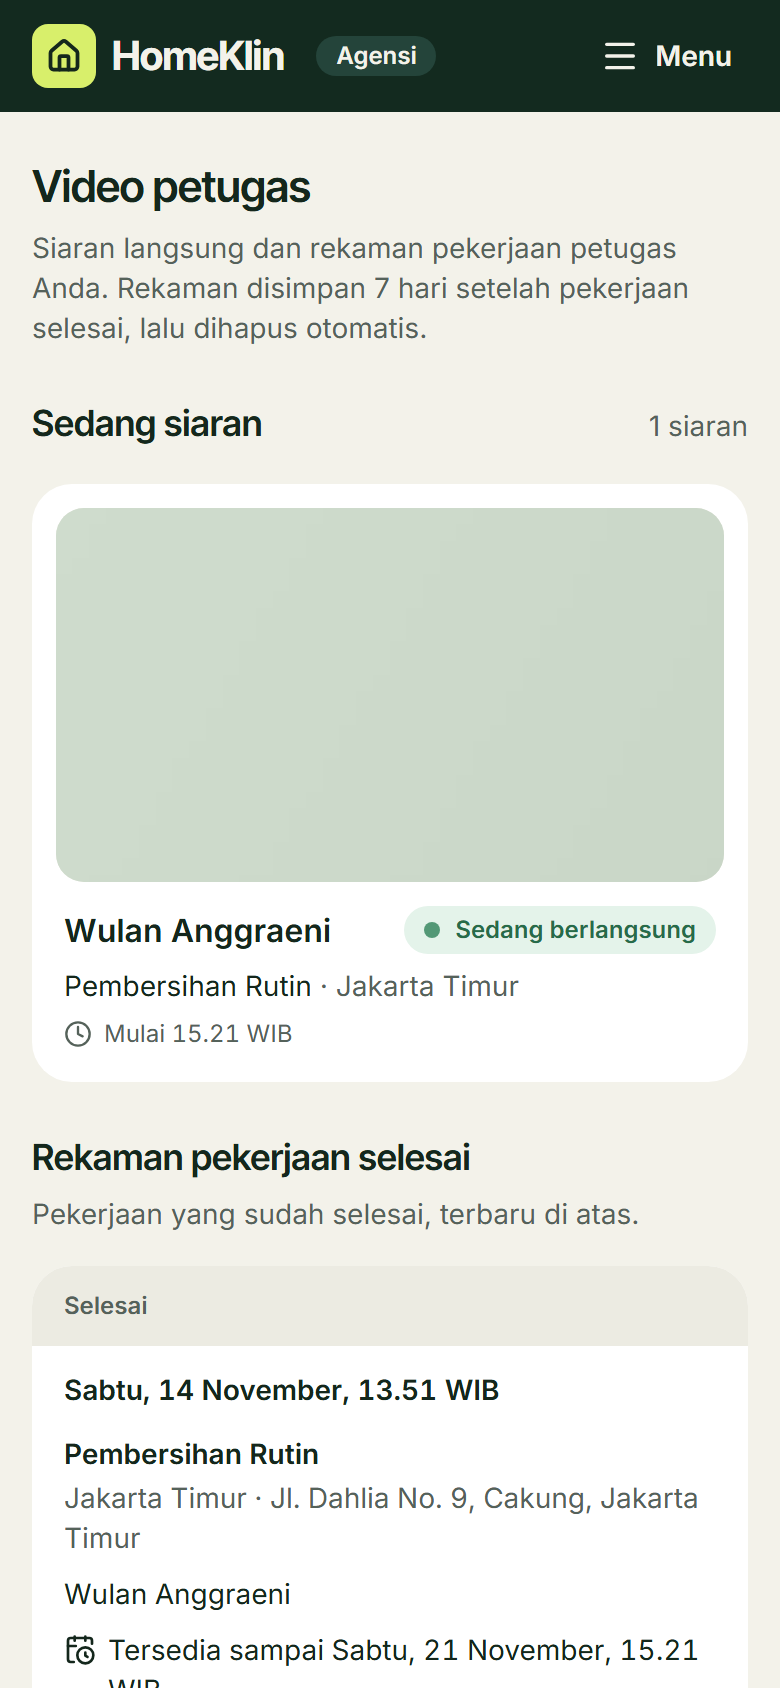 HomeKlin
Agensi
Menu
Video petugas
Siaran langsung dan rekaman pekerjaan petugas
Anda. Rekaman disimpan 7 hari setelah pekerjaan
selesai, lalu dihapus otomatis.
Sedang siaran
1 siaran
Wulan Anggraeni
Sedang berlangsung
Pembersihan Rutin · Jakarta Timur
Mulai 15.21 WIB
Rekaman pekerjaan selesai
Pekerjaan yang sudah selesai, terbaru di atas.
Selesai
Sabtu, 14 November, 13.51 WIB
Pembersihan Rutin
Jakarta Timur · Jl. Dahlia No. 9, Cakung, Jakarta
Timur
Wulan Anggraeni
Tersedia sampai Sabtu, 21 November, 15.21
WIB